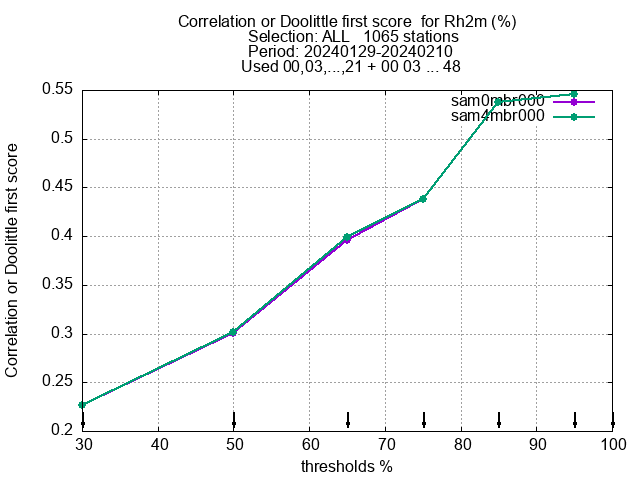 Correlation or Doolittle first score  for Rh2m (%)
Selection: ALL   1065 stations
Period: 20240129-20240210
Used 00,03,...,21 + 00 03 ... 48
Correlation or Doolittle first score
0.55
0.5
0.45
0.4
0.35
0.3
0.25
0.2
sam0mbr000
sam4mbr000
30 40 50 60 70 80 90 100
thresholds %